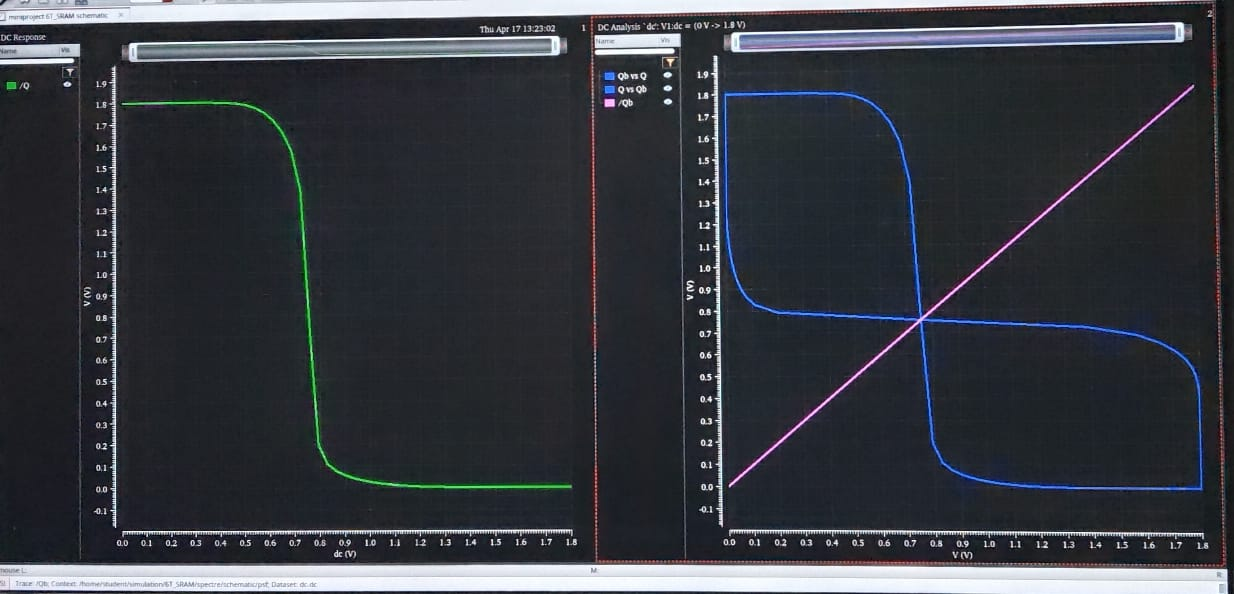 miniproject 6T_SRAM schematic
DC Response
Thu Apr 17 13:23:02
1
Name
Vis
/Q
1.9
1.8
1.7
1.6
1.5
1.4
1.3
1.2
1.1
1.0
0.9
0.8
0.7
0.6
0.5
0.4
0.3
0.2
0.1
0.0
-0.1
V (V)
0.0 0.1 0.2 0.3 0.4 0.5 0.6 0.7 0.8 0.9 1.0 1.1 1.2 1.3 1.4 1.5 1.6 1.7 1.8
dc (V)
DC Analysis `dc': V1:dc = (0 V -> 1.8 V)
2
Name
Vis
Qb vs Q
Q vs Qb
/Qb
1.9
1.8
1.7
1.6
1.5
1.4
1.3
1.2
1.1
1.0
0.9
0.8
0.7
0.6
0.5
0.4
0.3
0.2
0.1
0.0
-0.1
V (V)
0.0 0.1 0.2 0.3 0.4 0.5 0.6 0.7 0.8 0.9 1.0 1.1 1.2 1.3 1.4 1.5 1.6 1.7 1.8
V (V)
mouse L:
M:
R:
Trace: /Qb; Context: /home/student/simulation/6T_SRAM/spectre/schematic/psf; Dataset: dc.dc